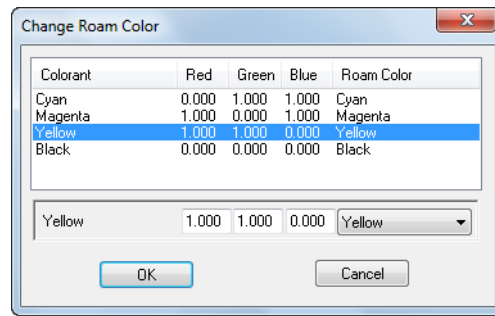 Change Roam Color
Colorant Red Green Blue Roam Color
Cyan 0.000 1.000 1.000 Cyan
Magenta 1.000 0.000 1.000 Magenta
Yellow 1.000 1.000 0.000 Yellow
Black 0.000 0.000 0.000 Black
Yellow 1.000 1.000 0.000 Yellow
OK Cancel